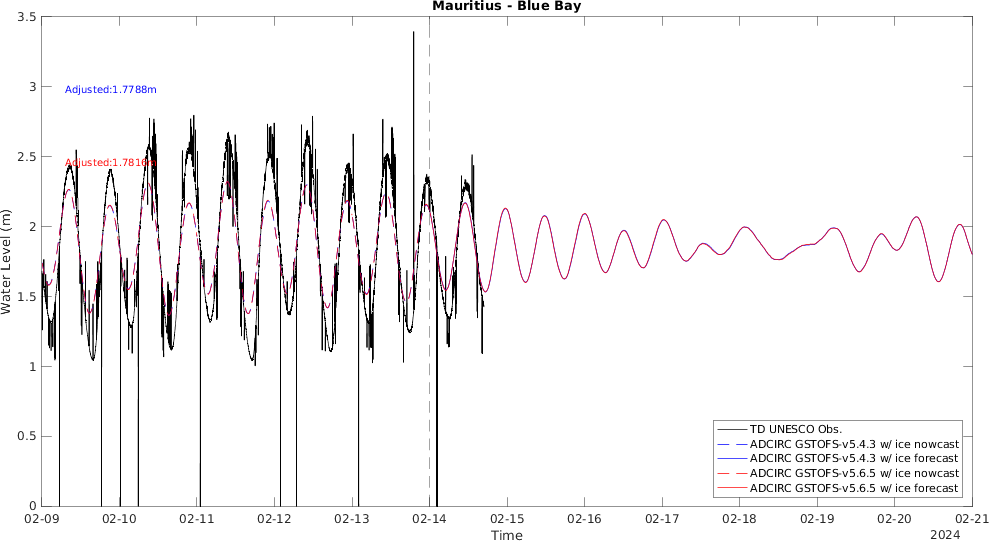 Mauritius - Blue Bay
3.5
3
2.5
2
1.5
1
0.5
0
Water Level (m)
Adjusted:1.7788m
Adjusted:1.7816m
02-09
02-10
02-11
02-12
02-13
02-14
02-15
02-16
02-17
02-18
02-19
02-20
02-21
Time
2024
TD UNESCO Obs.
ADCIRC GSTOFS-v5.4.3 w/ ice nowcast
ADCIRC GSTOFS-v5.4.3 w/ ice forecast
ADCIRC GSTOFS-v5.6.5 w/ ice nowcast
ADCIRC GSTOFS-v5.6.5 w/ ice forecast